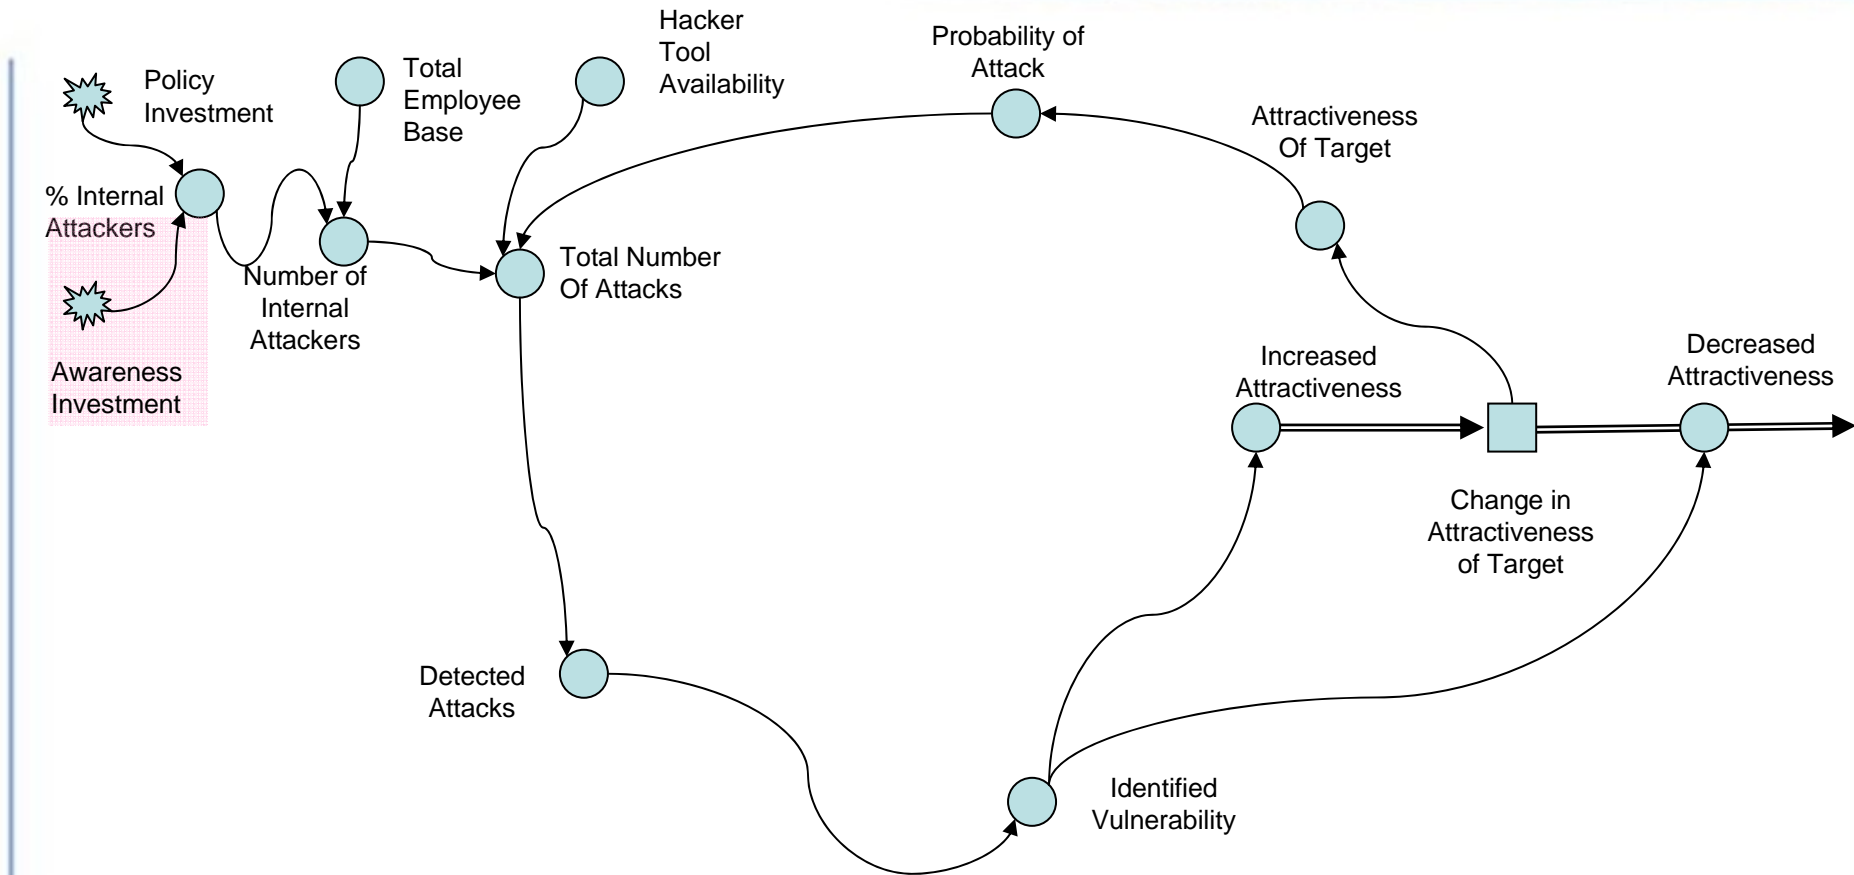 Policy
Investment
Total
Employee
Base
Hacker
Tool
Availability
Probability of
Attack
Attractiveness
Of Target
% Internal
Attackers
Number of
Internal
Attackers
Total Number
Of Attacks
Awareness
Investment
Increased
Attractiveness
Decreased
Attractiveness
Change in
Attractiveness
of Target
Detected
Attacks
Identified
Vulnerability